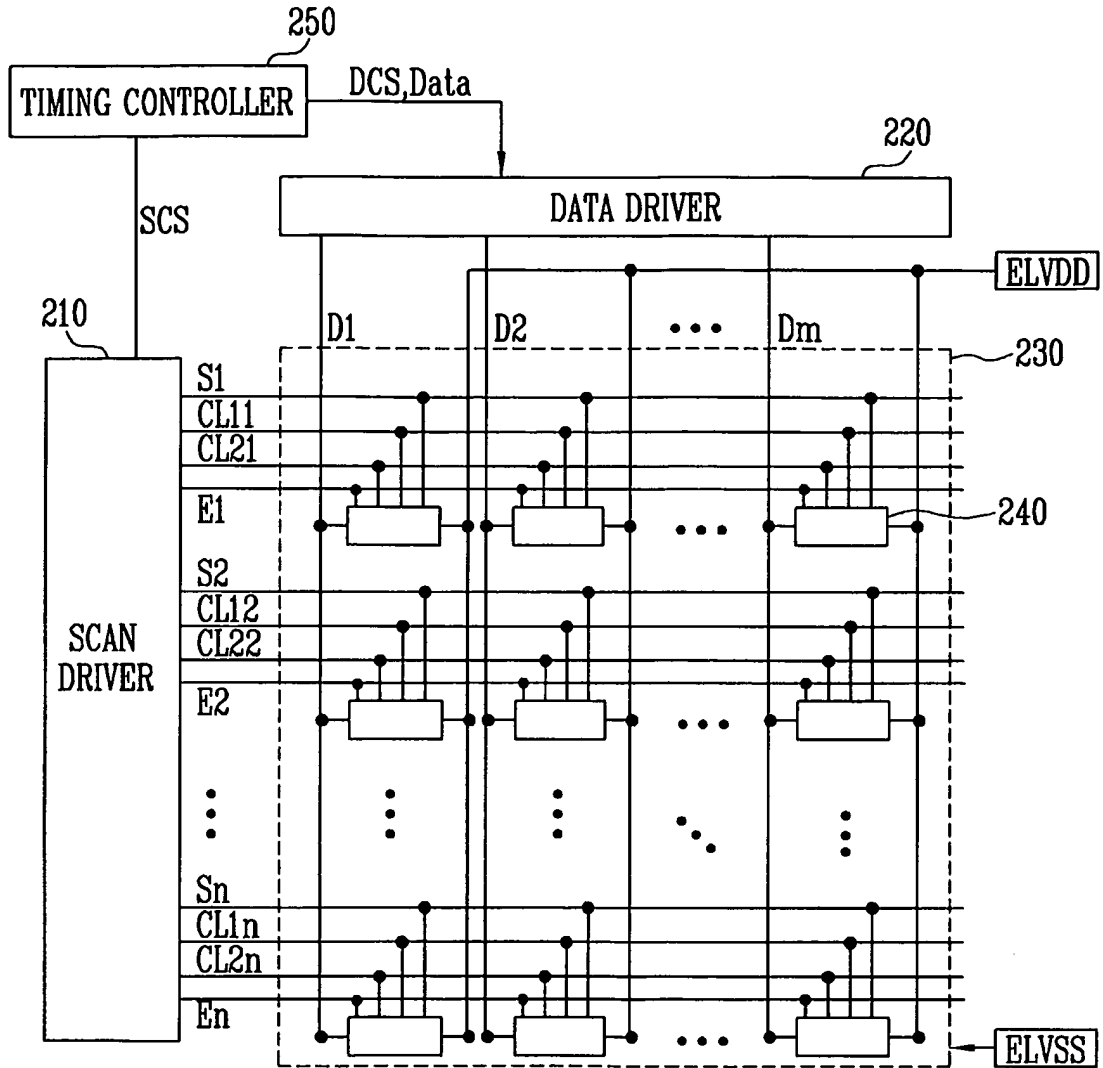 250
TIMING CONTROLLER
DCS,Data
220
DATA DRIVER
SCS
ELVDD
210
D1
D2
Dm
230
S1
CL11
CL21
E1
240
S2
CL12
CL22
SCAN
DRIVER
E2
Sn
CL1n
CL2n
En
ELVSS